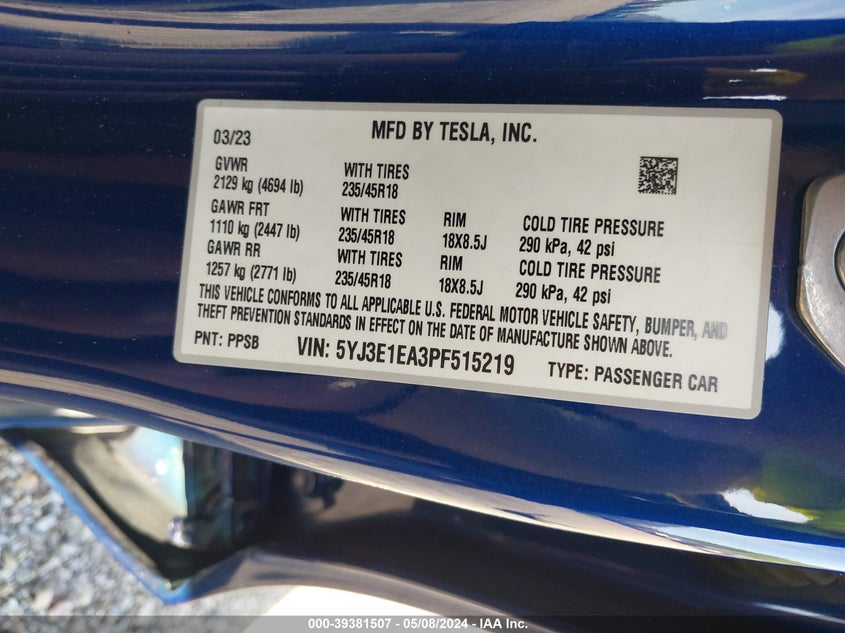 03/23 MFD BY TESLA, INC.
GVWR
2129 kg (4694 lb) WITH TIRES 235/45R18
GAWR FRT
1110 kg (2447 lb) WITH TIRES 235/45R18 RIM 18X8.5J COLD TIRE PRESSURE 290 kPa, 42 psi
GAWR RR
1257 kg (2771 lb) WITH TIRES 235/45R18 RIM 18X8.5J COLD TIRE PRESSURE 290 kPa, 42 psi
THIS VEHICLE CONFORMS TO ALL APPLICABLE U.S. FEDERAL MOTOR VEHICLE SAFETY, BUMPER, AND
THEFT PREVENTION STANDARDS IN EFFECT ON THE DATE OF MANUFACTURE SHOWN ABOVE.
PNT: PPSB VIN: 5YJ3E1EA3PF515219 TYPE: PASSENGER CAR
000-39381507 - 05/08/2024 - IAA Inc.